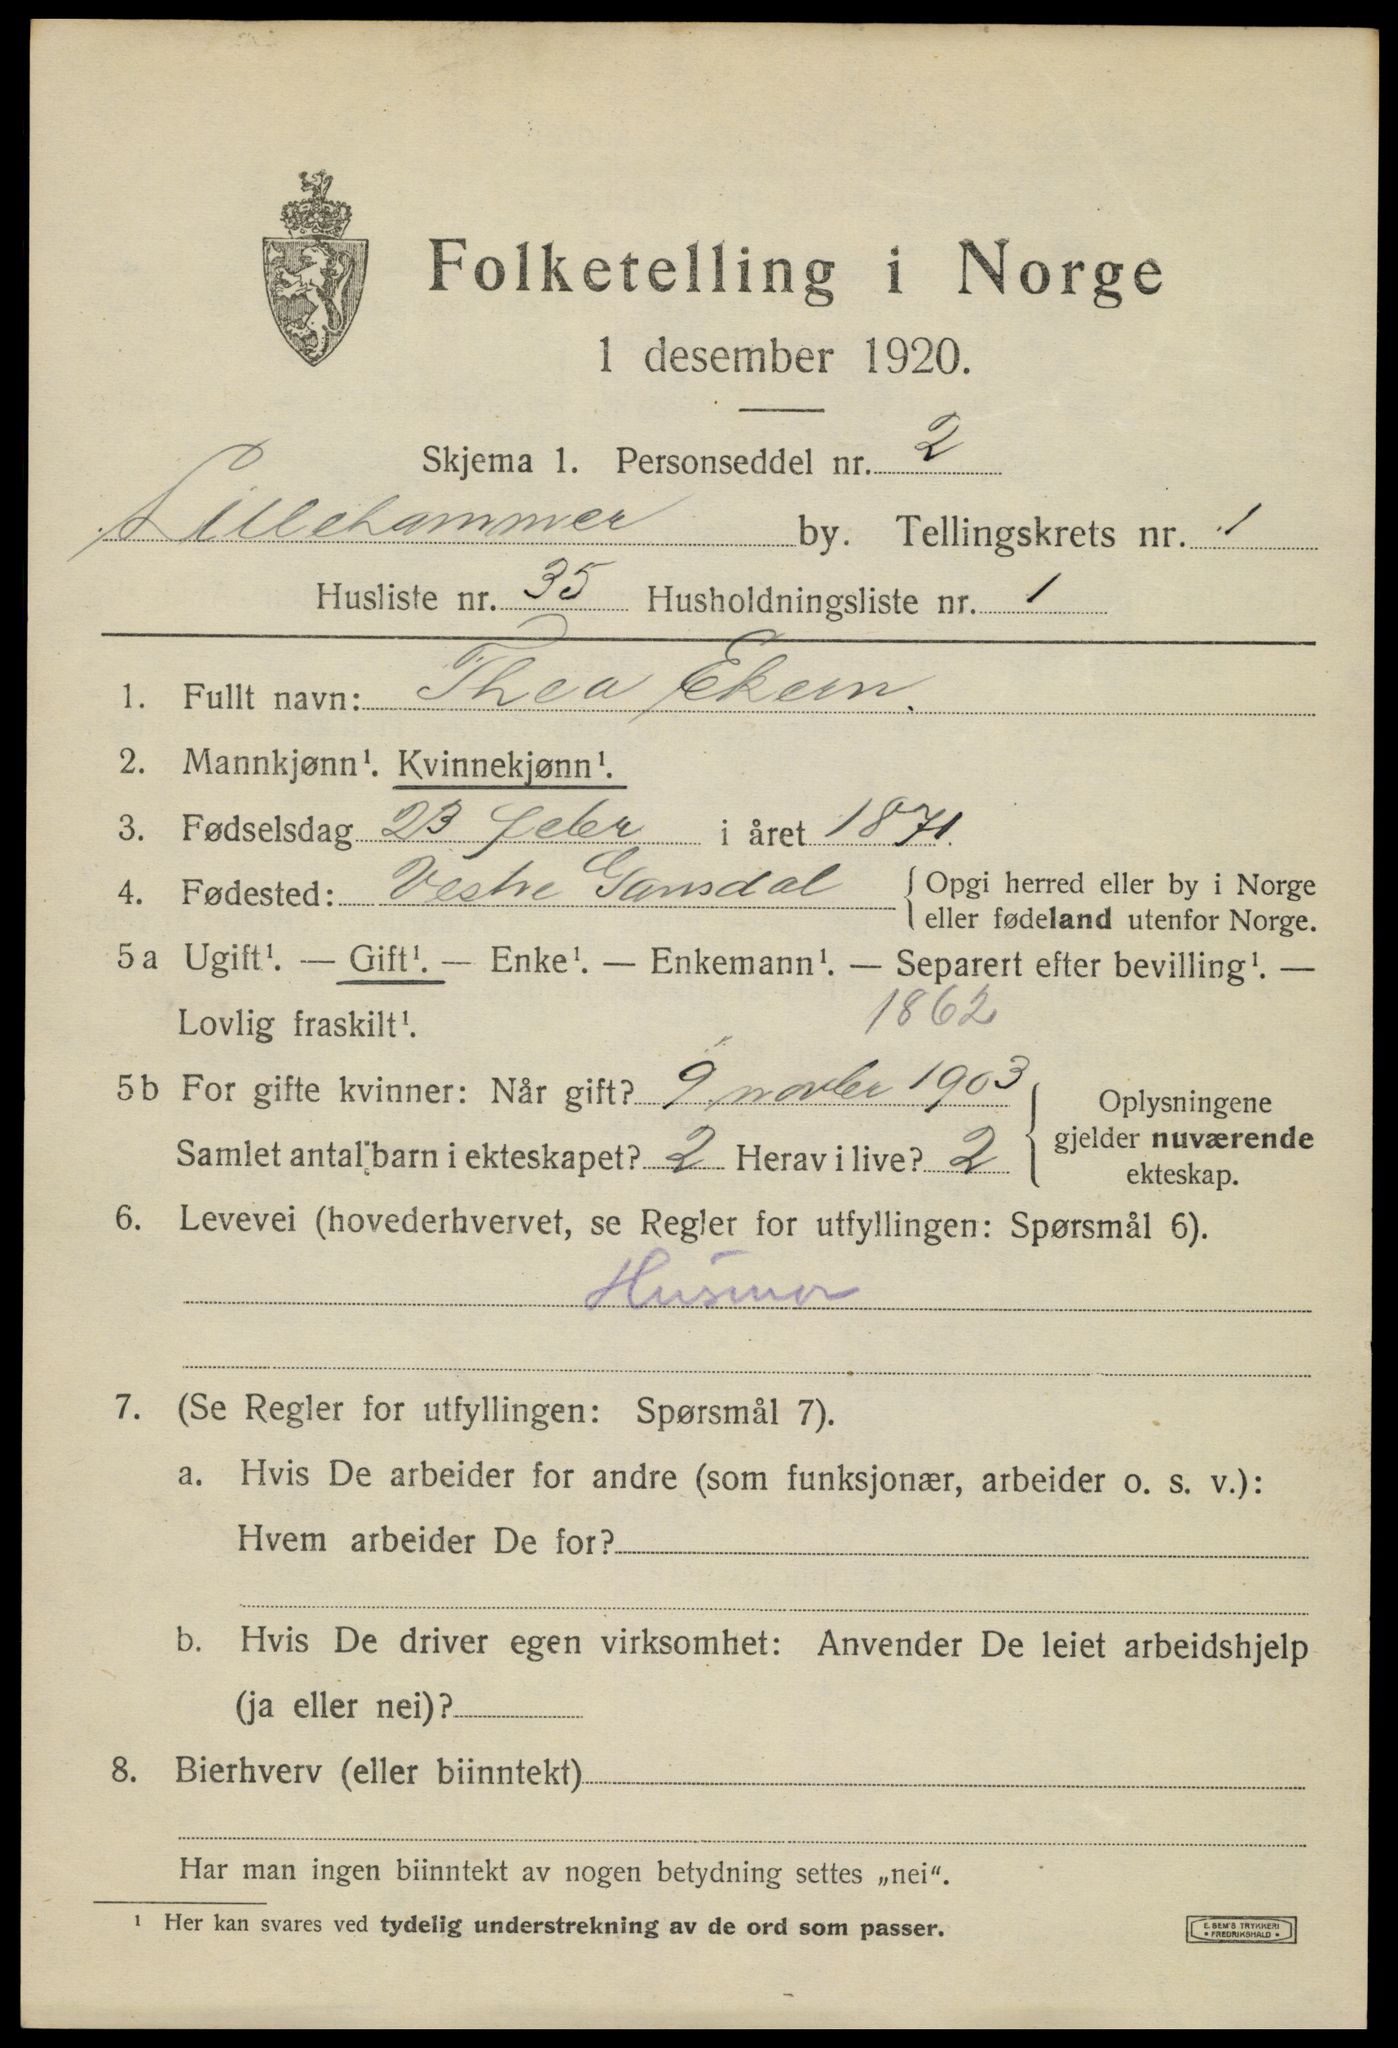 Folketelling i Norge
1 desember 1920.
Skjema 1. Personseddel nr. 2
Lillehammer by. Tellingskrets nr. 1
Husliste nr. 35 Husholdningsliste nr. 1
1. Fullt navn: Thea Ekern.
2. Mannkjønn¹. Kvinnekjønn¹.
3. Fødselsdag 23 feber i året 1871.
4. Fødested: Vestre Gausdal { Opgi herred eller by i Norge
eller fødeland utenfor Norge.
5a Ugift¹. — Gift¹. — Enke¹. — Enkemann¹. — Separert efter bevilling¹. —
Lovlig fraskilt¹. 1862
5b For gifte kvinner: Når gift? 9 novber 1903
Samlet antal barn i ekteskapet? 2 Herav i live? 2
Oplysningene
gjelder nuværende
ekteskap.
6. Levevei (hovederhvervet, se Regler for utfyllingen: Spørsmål 6).
Husmor
7. (Se Regler for utfyllingen: Spørsmål 7).
a. Hvis De arbeider for andre (som funksjonær, arbeider o. s. v.):
Hvem arbeider De for?
b. Hvis De driver egen virksomhet: Anvender De leiet arbeidshjelp
(ja eller nei)?
8. Bierhverv (eller biinntekt)
Har man ingen biinntekt av nogen betydning settes „nei“.
¹ Her kan svares ved tydelig understrekning av de ord som passer.
E. SEM'S TRYKKERI
• FREDRIKSHALD •